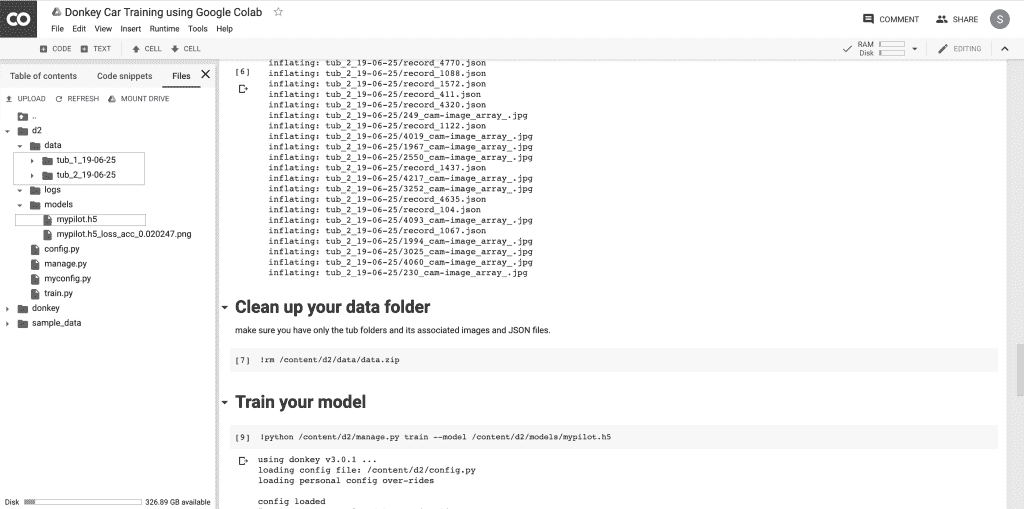 CO
Donkey Car Training using Google Colab
File Edit View Insert Runtime Tools Help
COMMENT
SHARE
S
CODE TEXT CELL CELL
RAM
Disk
EDITING
Table of contents Code snippets Files X
UPLOAD REFRESH MOUNT DRIVE
..
d2
data
tub_1_19-06-25
tub_2_19-06-25
logs
models
mypilot.h5
mypilot.h5_loss_acc_0.020247.png
config.py
manage.py
myconfig.py
train.py
donkey
sample_data
Disk 326.89 GB available
inflating: tub_2_19-06-25/record_4770.json
[6] inflating: tub_2_19-06-25/record_1088.json
inflating: tub_2_19-06-25/record_1572.json
inflating: tub_2_19-06-25/record_411.json
inflating: tub_2_19-06-25/record_4320.json
inflating: tub_2_19-06-25/249_cam-image_array_.jpg
inflating: tub_2_19-06-25/record_1122.json
inflating: tub_2_19-06-25/4019_cam-image_array_.jpg
inflating: tub_2_19-06-25/1967_cam-image_array_.jpg
inflating: tub_2_19-06-25/2550_cam-image_array_.jpg
inflating: tub_2_19-06-25/record_1437.json
inflating: tub_2_19-06-25/4217_cam-image_array_.jpg
inflating: tub_2_19-06-25/3252_cam-image_array_.jpg
inflating: tub_2_19-06-25/record_4635.json
inflating: tub_2_19-06-25/record_104.json
inflating: tub_2_19-06-25/4093_cam-image_array_.jpg
inflating: tub_2_19-06-25/record_1067.json
inflating: tub_2_19-06-25/1994_cam-image_array_.jpg
inflating: tub_2_19-06-25/3025_cam-image_array_.jpg
inflating: tub_2_19-06-25/4060_cam-image_array_.jpg
inflating: tub_2_19-06-25/230_cam-image_array_.jpg
Clean up your data folder
make sure you have only the tub folders and its associated images and JSON files.
[7] !rm /content/d2/data/data.zip
Train your model
[9] !python /content/d2/manage.py train --model /content/d2/models/mypilot.h5
using donkey v3.0.1 ...
loading config file: /content/d2/config.py
loading personal config over-rides
config loaded